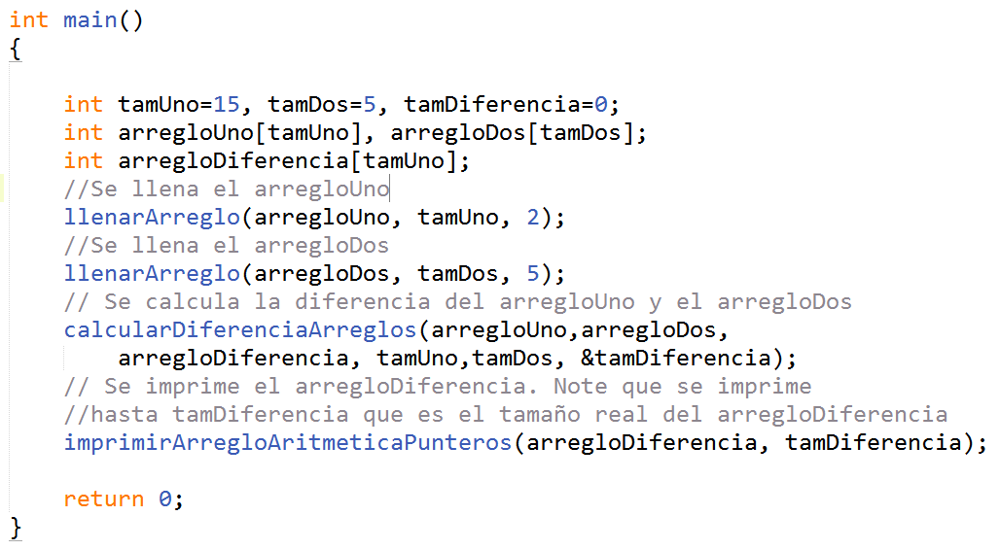 int main()
{
int tamUno=15, tamDos=5, tamDiferencia=0;
int arregloUno[tamUno], arregloDos[tamDos];
int arregloDiferencia[tamUno];
//Se llena el arregloUno
llenarArreglo(arregloUno, tamUno, 2);
//Se llena el arregloDos
llenarArreglo(arregloDos, tamDos, 5);
// Se calcula la diferencia del arregloUno y el arregloDos
calcularDiferenciaArreglos(arregloUno,arregloDos,
arregloDiferencia, tamUno,tamDos, &tamDiferencia);
// Se imprime el arregloDiferencia. Note que se imprime
//hasta tamDiferencia que es el tamaño real del arregloDiferencia
imprimirArregloAritmeticaPunteros(arregloDiferencia, tamDiferencia);
return 0;
}